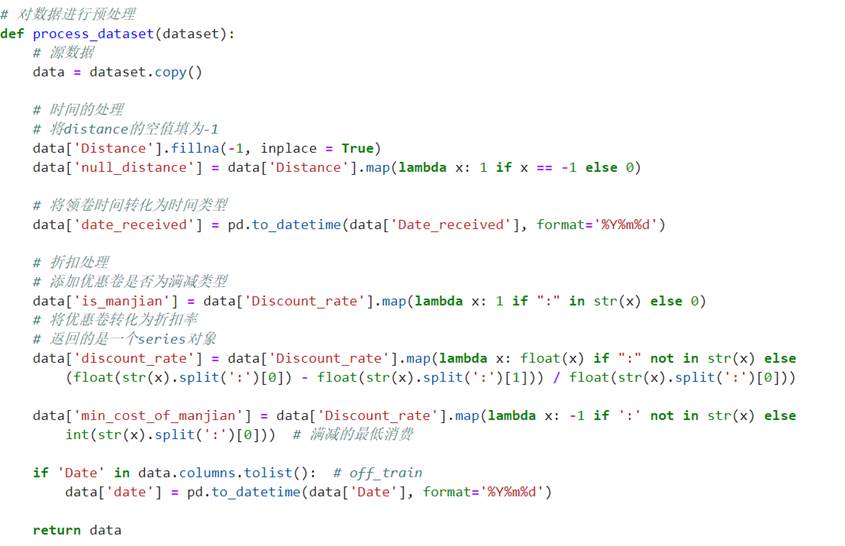 # 对数据进行预处理
def process_dataset(dataset):
    # 源数据
    data = dataset.copy()

    # 时间的处理
    # 将distance的空值填为-1
    data['Distance'].fillna(-1, inplace = True)
    data['null_distance'] = data['Distance'].map(lambda x: 1 if x == -1 else 0)

    # 将领卷时间转化为时间类型
    data['date_received'] = pd.to_datetime(data['Date_received'], format='%Y%m%d')

    # 折扣处理
    # 添加优惠卷是否为满减类型
    data['is_manjian'] = data['Discount_rate'].map(lambda x: 1 if ":" in str(x) else 0)
    # 将优惠卷转化为折扣率
    # 返回的是一个series对象
    data['discount_rate'] = data['Discount_rate'].map(lambda x: float(x) if ":" not in str(x) else
        (float(str(x).split(':')[0]) - float(str(x).split(':')[1])) / float(str(x).split(':')[0]))

    data['min_cost_of_manjian'] = data['Discount_rate'].map(lambda x: -1 if ':' not in str(x) else
        int(str(x).split(':')[0]))  # 满减的最低消费

    if 'Date' in data.columns.tolist():  # off_train
        data['date'] = pd.to_datetime(data['Date'], format='%Y%m%d')

    return data